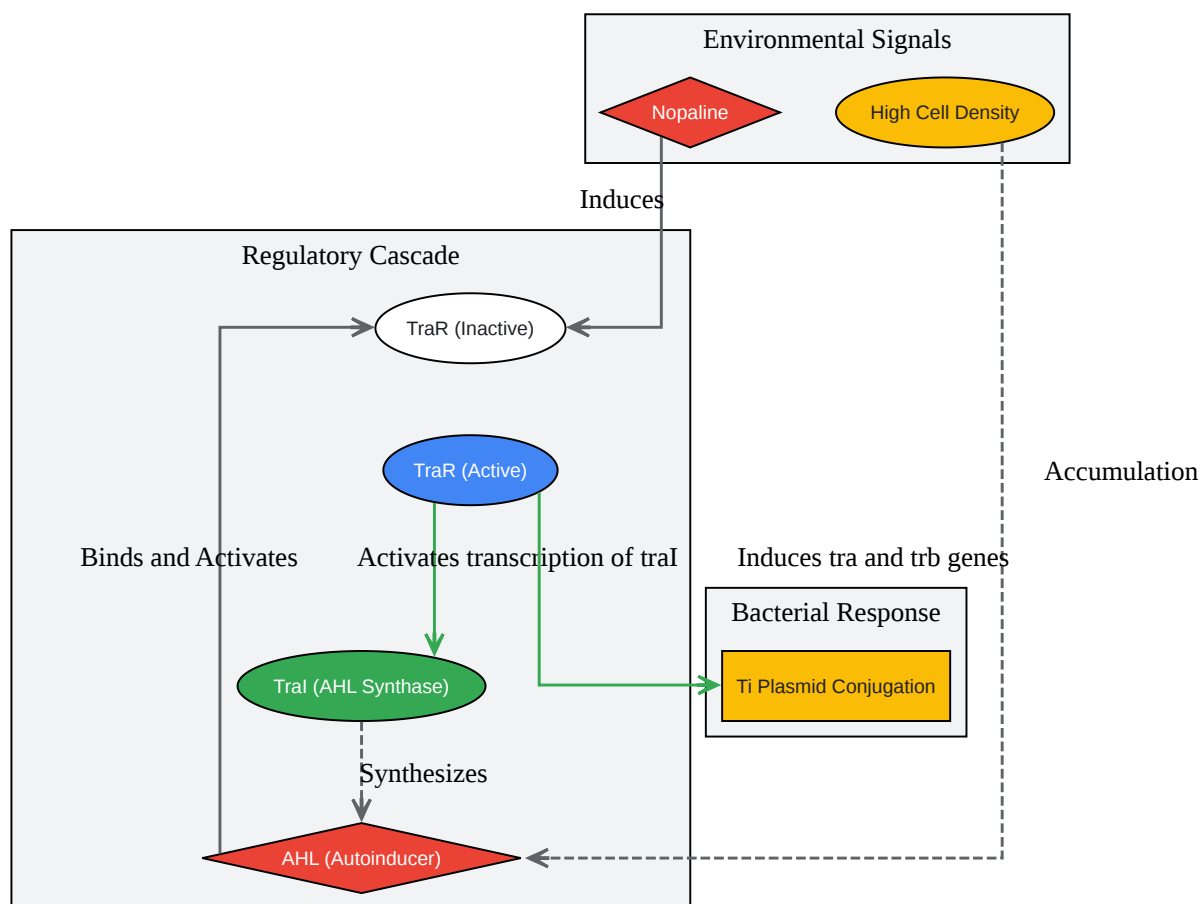 Environmental Signals
Nopaline
High Cell Density
Induces
Regulatory Cascade
TraR (Inactive)
TraR (Active)
Accumulation
Binds and Activates
Activates transcription of traI
Induces tra and trb genes
Bacterial Response
TraI (AHL Synthase)
Ti Plasmid Conjugation
Synthesizes
AHL (Autoinducer)